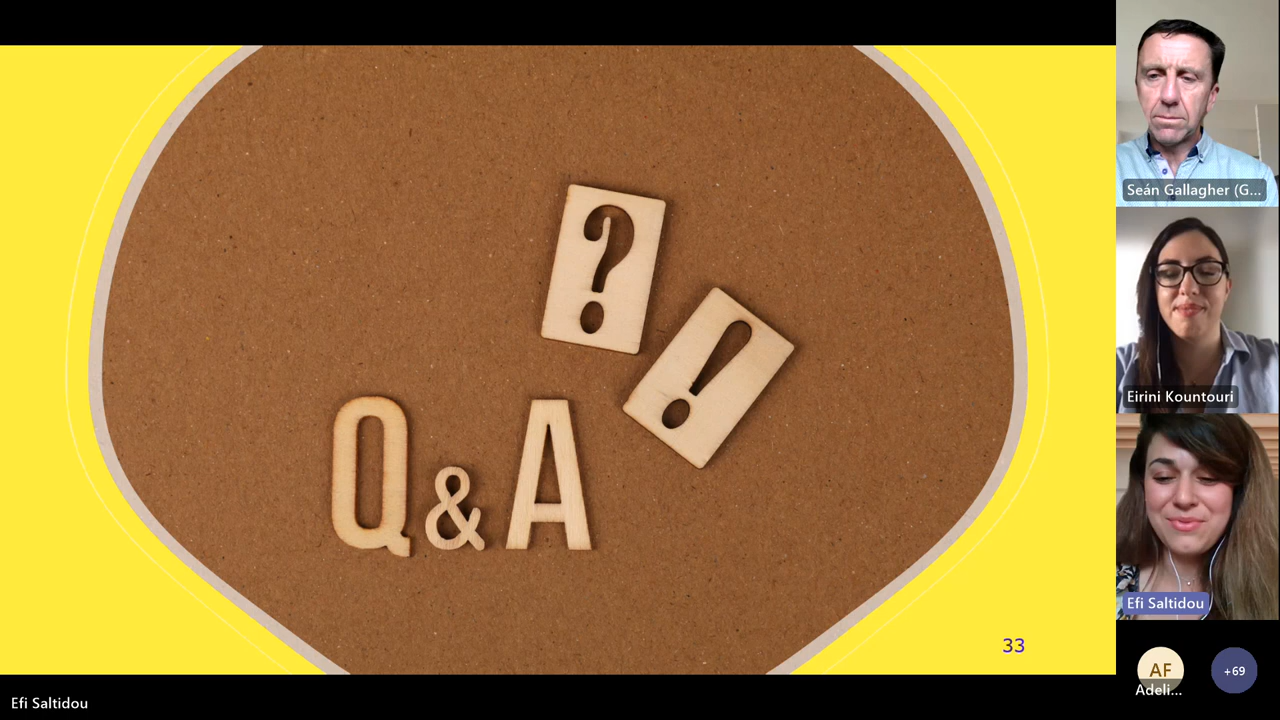 ?
!
Q & A
33
Seán Gallagher (G...
Eirini Kountouri
Efi Saltidou
AF
Adeli...
+69
Efi Saltidou